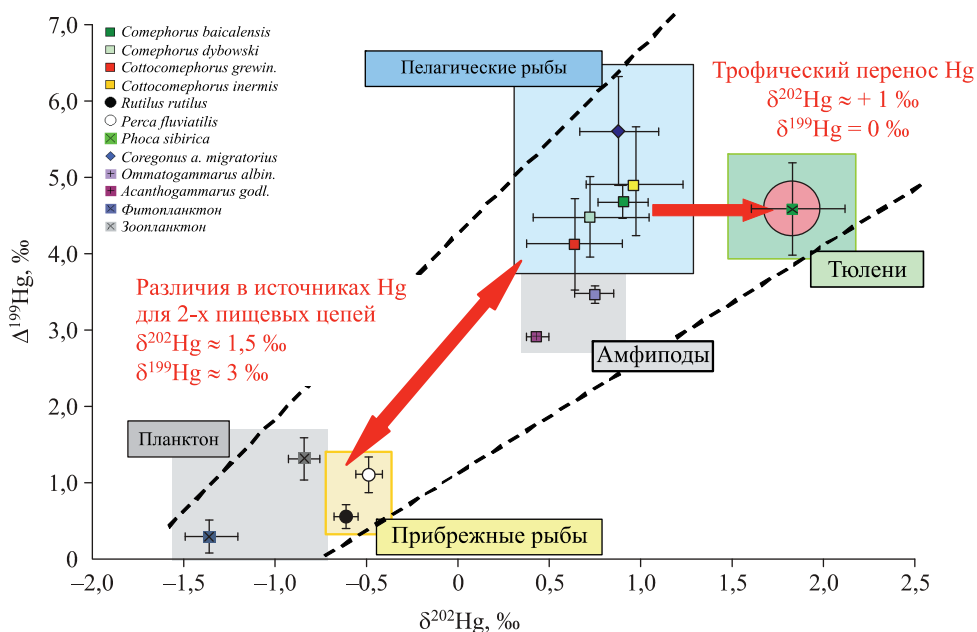 7,0
6,0
5,0
4,0
3,0
2,0
1,0
0
Δ¹⁹⁹Hg, ‰
Comephorus baicalensis
Comephorus dybowski
Cottocomephorus grewin.
Cottocomephorus inermis
Rutilus rutilus
Perca fluviatilis
Phoca sibirica
Coregonus a. migratorius
Ommatogammarus albin.
Acanthogammarus godl.
Фитопланктон
Зоопланктон
Пелагические рыбы
Трофический перенос Hg
δ²⁰²Hg ≈ + 1 ‰
δ¹⁹⁹Hg = 0 ‰
Тюлени
Различия в источниках Hg
для 2-х пищевых цепей
δ²⁰²Hg ≈ 1,5 ‰
δ¹⁹⁹Hg ≈ 3 ‰
Амфиподы
Планктон
Прибрежные рыбы
–2,0 –1,5 –1,0 –0,5 0 0,5 1,0 1,5 2,0 2,5
δ²⁰²Hg, ‰